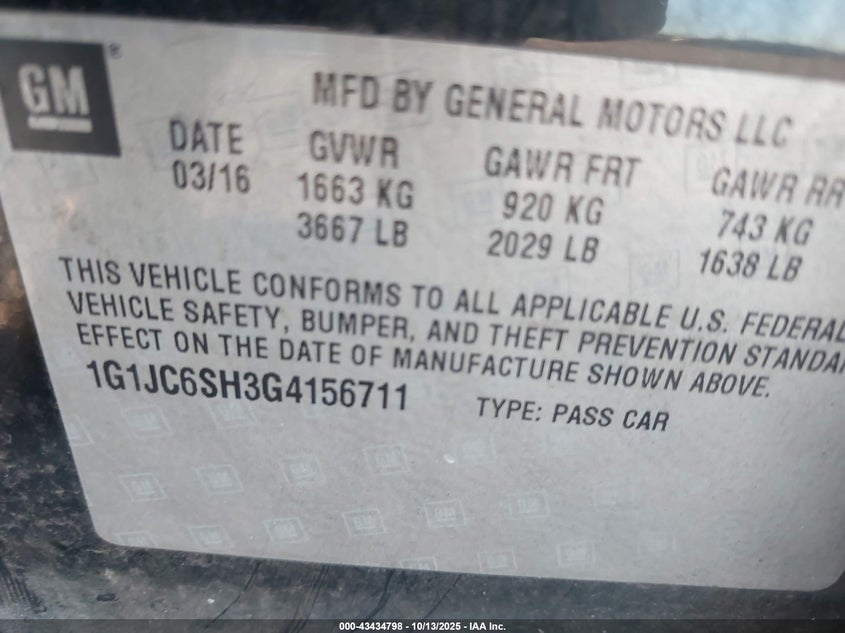 GM ®
MFD BY GENERAL MOTORS LLC
DATE GVWR GAWR FRT GAWR RR
03/16 1663 KG 920 KG 743 KG
3667 LB 2029 LB 1638 LB
THIS VEHICLE CONFORMS TO ALL APPLICABLE U.S. FEDERAL
VEHICLE SAFETY, BUMPER, AND THEFT PREVENTION STANDA
EFFECT ON THE DATE OF MANUFACTURE SHOWN ABOVE.
1G1JC6SH3G4156711 TYPE: PASS CAR
000-43434798 - 10/13/2025 - IAA Inc.